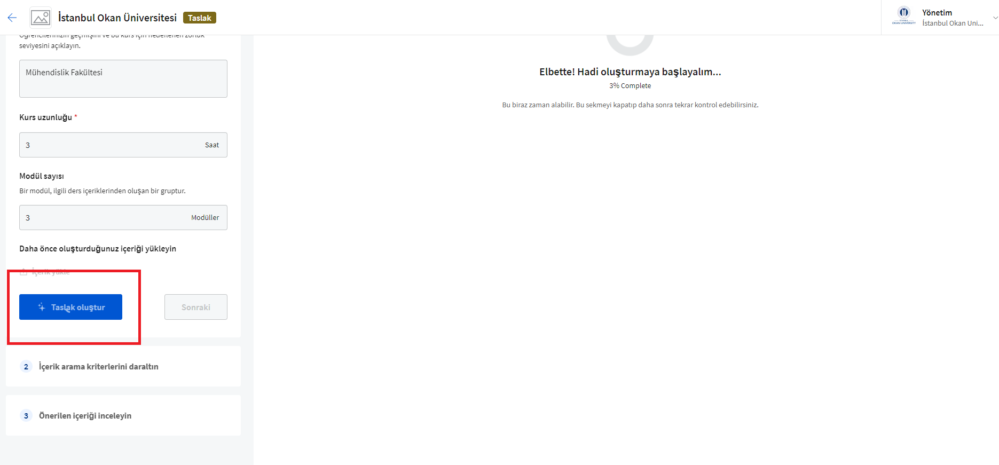 İstanbul Okan Üniversitesi
Taslak
OKAN UNIVERSITY
Yönetim
İstanbul Okan Uni...
Öğrencilerinizin geçmişini ve bu kurs için hedeflenen zorluk
seviyesini açıklayın.
Mühendislik Fakültesi
Kurs uzunluğu *
3 Saat
Modül sayısı
Bir modül, ilgili ders içeriklerinden oluşan bir gruptur.
3 Modüller
Daha önce oluşturduğunuz içeriği yükleyin
İçerik yükle
Taslak oluştur
Sonraki
2 İçerik arama kriterlerini daraltın
3 Önerilen içeriği inceleyin
Elbette! Hadi oluşturmaya başlayalım...
3% Complete
Bu biraz zaman alabilir. Bu sekmeyi kapatıp daha sonra tekrar kontrol edebilirsiniz.